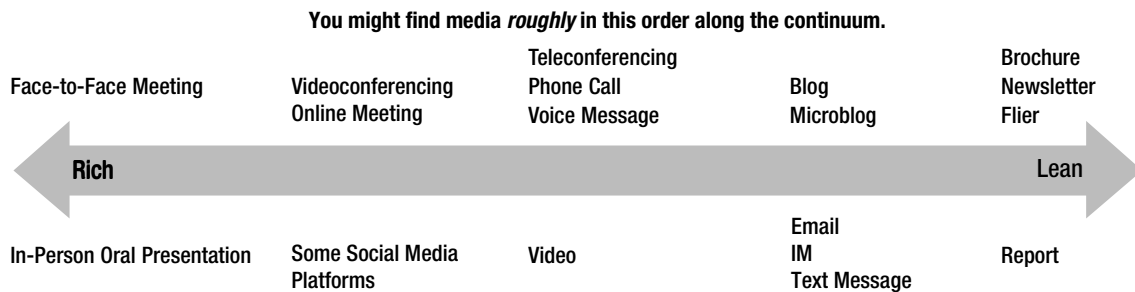 You might find media roughly in this order along the continuum.
Face-to-Face Meeting
Videoconferencing
Online Meeting
Teleconferencing
Phone Call
Voice Message
Blog
Microblog
Brochure
Newsletter
Flier
Rich
Lean
In-Person Oral Presentation
Some Social Media
Platforms
Video
Email
IM
Text Message
Report